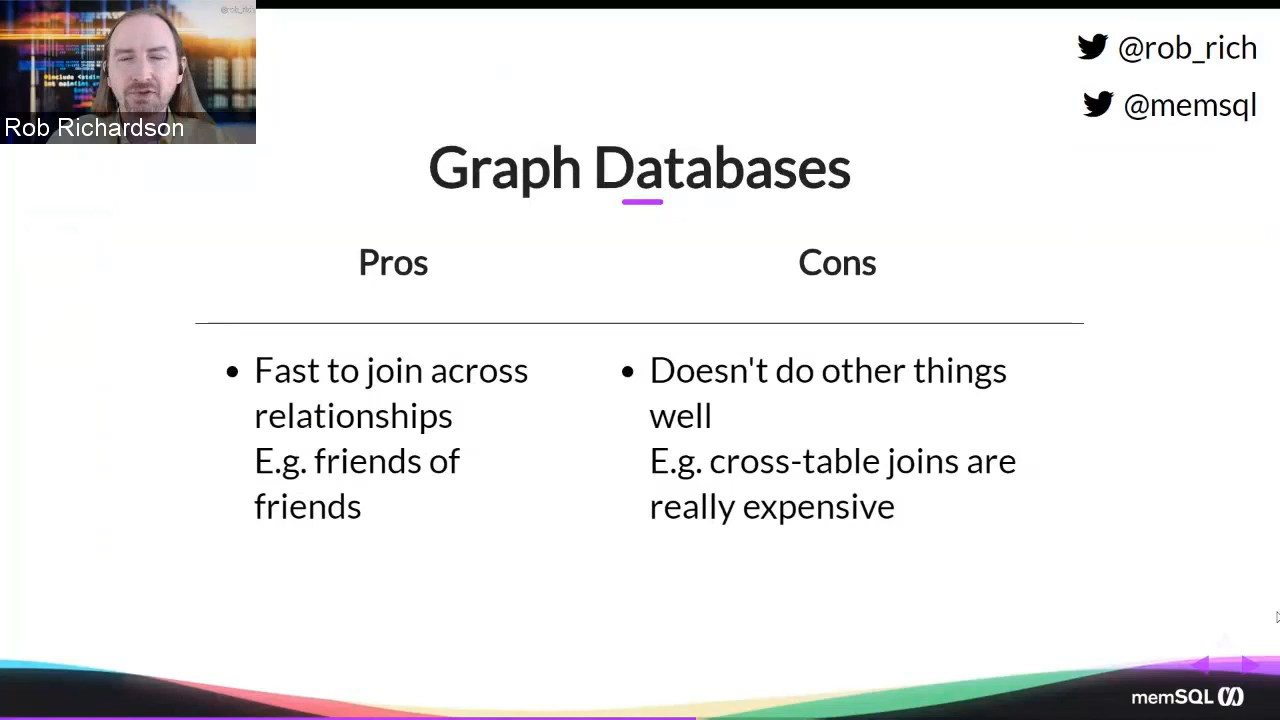 @rob_rich
Rob Richardson
@rob_rich
@memsql
Graph Databases
Pros
Cons
• Fast to join across
relationships
E.g. friends of
friends
• Doesn't do other things
well
E.g. cross-table joins are
really expensive
memSQL